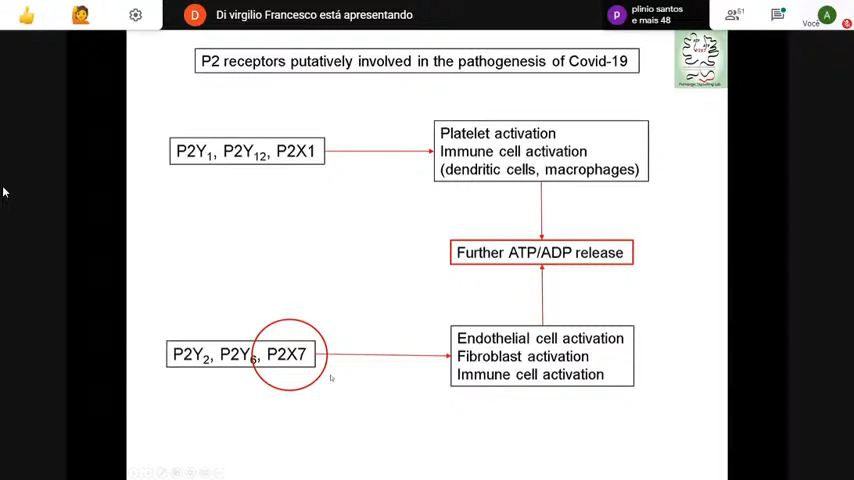 Di virgilio Francesco está apresentando
plinio santos
e mais 48
61
Você
D
p
A
P2 receptors putatively involved in the pathogenesis of Covid-19
P2Y1, P2Y12, P2X1
Platelet activation
Immune cell activation
(dendritic cells, macrophages)
Further ATP/ADP release
P2Y2, P2Y6, P2X7
Endothelial cell activation
Fibroblast activation
Immune cell activation